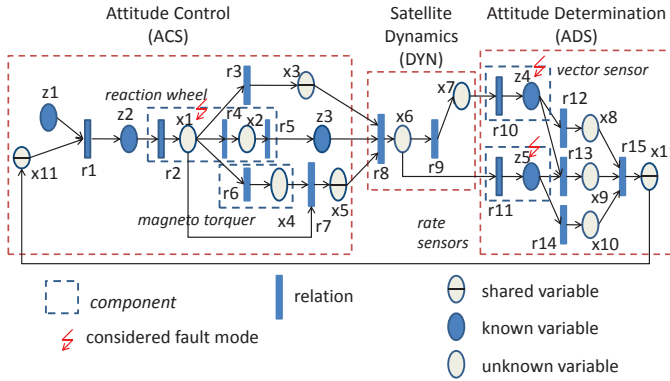 Attitude Control
(ACS)
Satellite
Dynamics
(DYN)
Attitude Determination
(ADS)
z1
z2
x11
r1
reaction wheel
x1
r2
r3
x3
r4
x2
r5
z3
r6
x4
magneto torquer
r7
x5
r8
x6
x7
r9
z4
r10
vector sensor
r12
x8
z5
r11
r13
x9
r15
x11
r14
x10
rate
sensors
component
considered fault mode
relation
shared variable
known variable
unknown variable